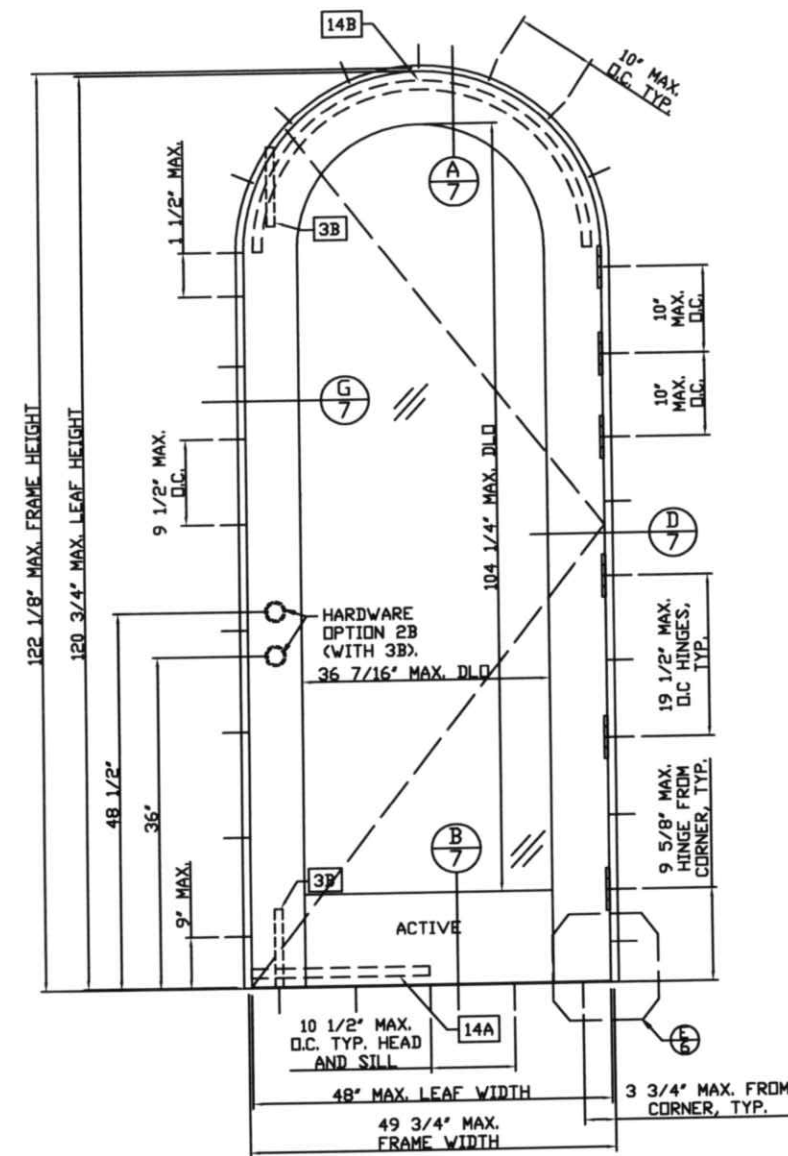 14B
10" MAX.
O.C. TYP.
A
7
1 1/2" MAX.
3B
10"
MAX.
O.C.
10"
MAX.
O.C.
G
7
9 1/2" MAX.
O.C.
122 1/8" MAX. FRAME HEIGHT
120 3/4" MAX. LEAF HEIGHT
104 1/4" MAX. DLO
D
7
HARDWARE
OPTION 2B
(WITH 3B).
36 7/16" MAX. DLO
19 1/2" MAX.
O.C HINGES,
TYP.
48 1/2"
36"
9" MAX.
9 5/8" MAX.
HINGE FROM
CORNER, TYP.
B
7
3B
ACTIVE
14A
10 1/2" MAX.
O.C. TYP. HEAD
AND SILL
6
48" MAX. LEAF WIDTH
3 3/4" MAX. FROM
CORNER, TYP.
49 3/4" MAX.
FRAME WIDTH